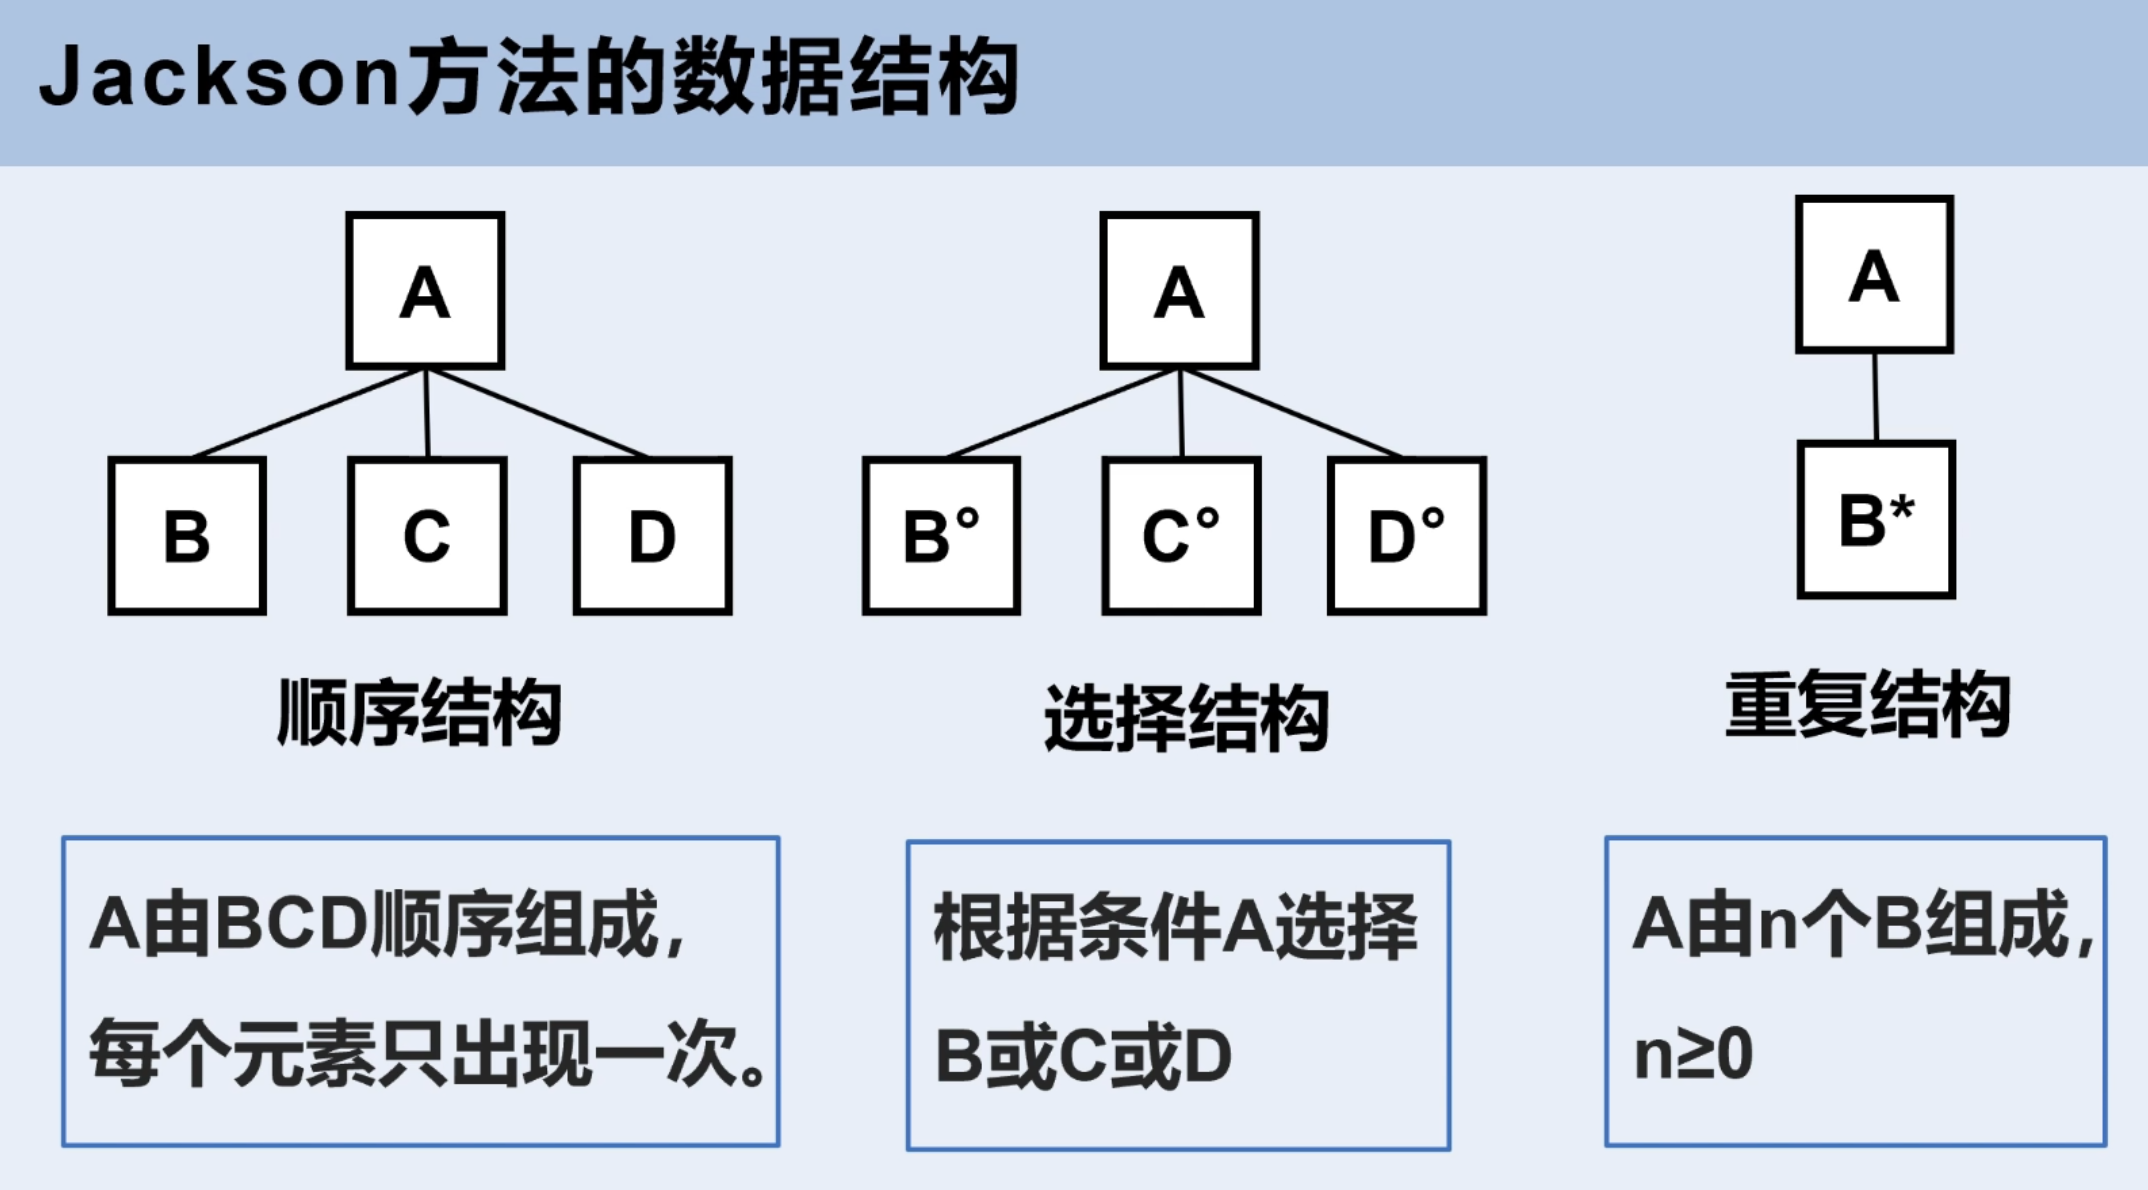 Jackson方法的数据结构
A
B
C
D
顺序结构
A由BCD顺序组成，
每个元素只出现一次。
A
B°
C°
D°
选择结构
根据条件A选择
B或C或D
A
B*
重复结构
A由n个B组成，
n≥0